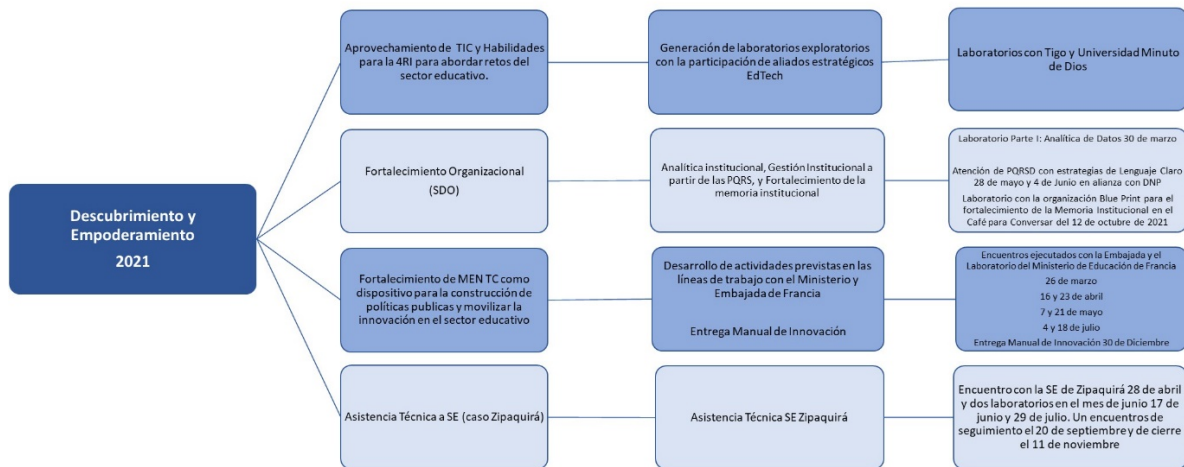 Descubrimiento y
Empoderamiento
2021
Aprovechamiento de TIC y Habilidades
para la 4RI para abordar retos del
sector educativo.
Generación de laboratorios exploratorios
con la participación de aliados estratégicos
EdTech
Laboratorios con Tigo y Universidad Minuto
de Dios
Fortalecimiento Organizacional
(SDO)
Analítica institucional, Gestión Institucional a
partir de las PQRS, y Fortalecimiento de la
memoria institucional
Laboratorio Parte I: Analítica de Datos 30 de marzo
Atención de PQRSD con estrategias de Lenguaje Claro
28 de mayo y 4 de Junio en alianza con DNP
Laboratorio con la organización Blue Print para el
fortalecimiento de la Memoria Institucional en el
Café para Conversar del 12 de octubre de 2021
Fortalecimiento de MEN TC como
dispositivo para la construcción de
políticas publicas y movilizar la
innovación en el sector educativo
Desarrollo de actividades previstas en las
líneas de trabajo con el Ministerio y
Embajada de Francia
Entrega Manual de Innovación
Encuentros ejecutados con la Embajada y el
Laboratorio del Ministerio de Educación de Francia
26 de marzo
16 y 23 de abril
7 y 21 de mayo
4 y 18 de julio
Entrega Manual de Innovación 30 de Diciembre
Asistencia Técnica a SE (caso Zipaquirá)
Asistencia Técnica SE Zipaquirá
Encuentro con la SE de Zipaquirá 28 de abril
y dos laboratorios en el mes de junio 17 de
junio y 29 de julio. Un encuentros de
seguimiento el 20 de septiembre y de cierre
el 11 de noviembre